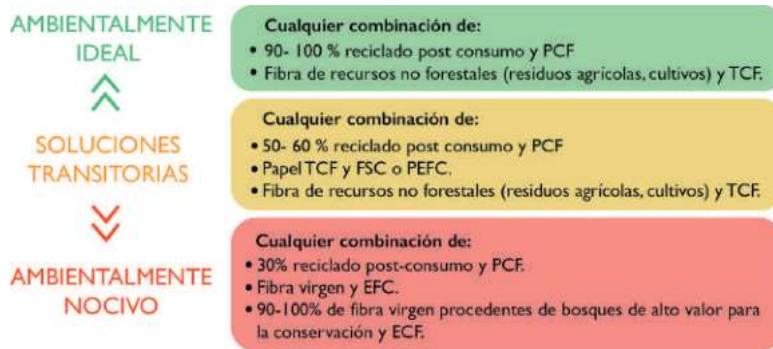 AMBIENTALMENTE
IDEAL
Cualquier combinación de:
• 90- 100 % reciclado post consumo y PCF
• Fibra de recursos no forestales (residuos agrícolas, cultivos) y TCF.
SOLUCIONES
TRANSITORIAS
Cualquier combinación de:
• 50- 60 % reciclado post consumo y PCF
• Papel TCF y FSC o PEFC.
• Fibra de recursos no forestales (residuos agrícolas, cultivos) y TCF.
AMBIENTALMENTE
NOCIVO
Cualquier combinación de:
• 30% reciclado post-consumo y PCF.
• Fibra virgen y EFC.
• 90-100% de fibra virgen procedentes de bosques de alto valor para
la conservación y ECF.